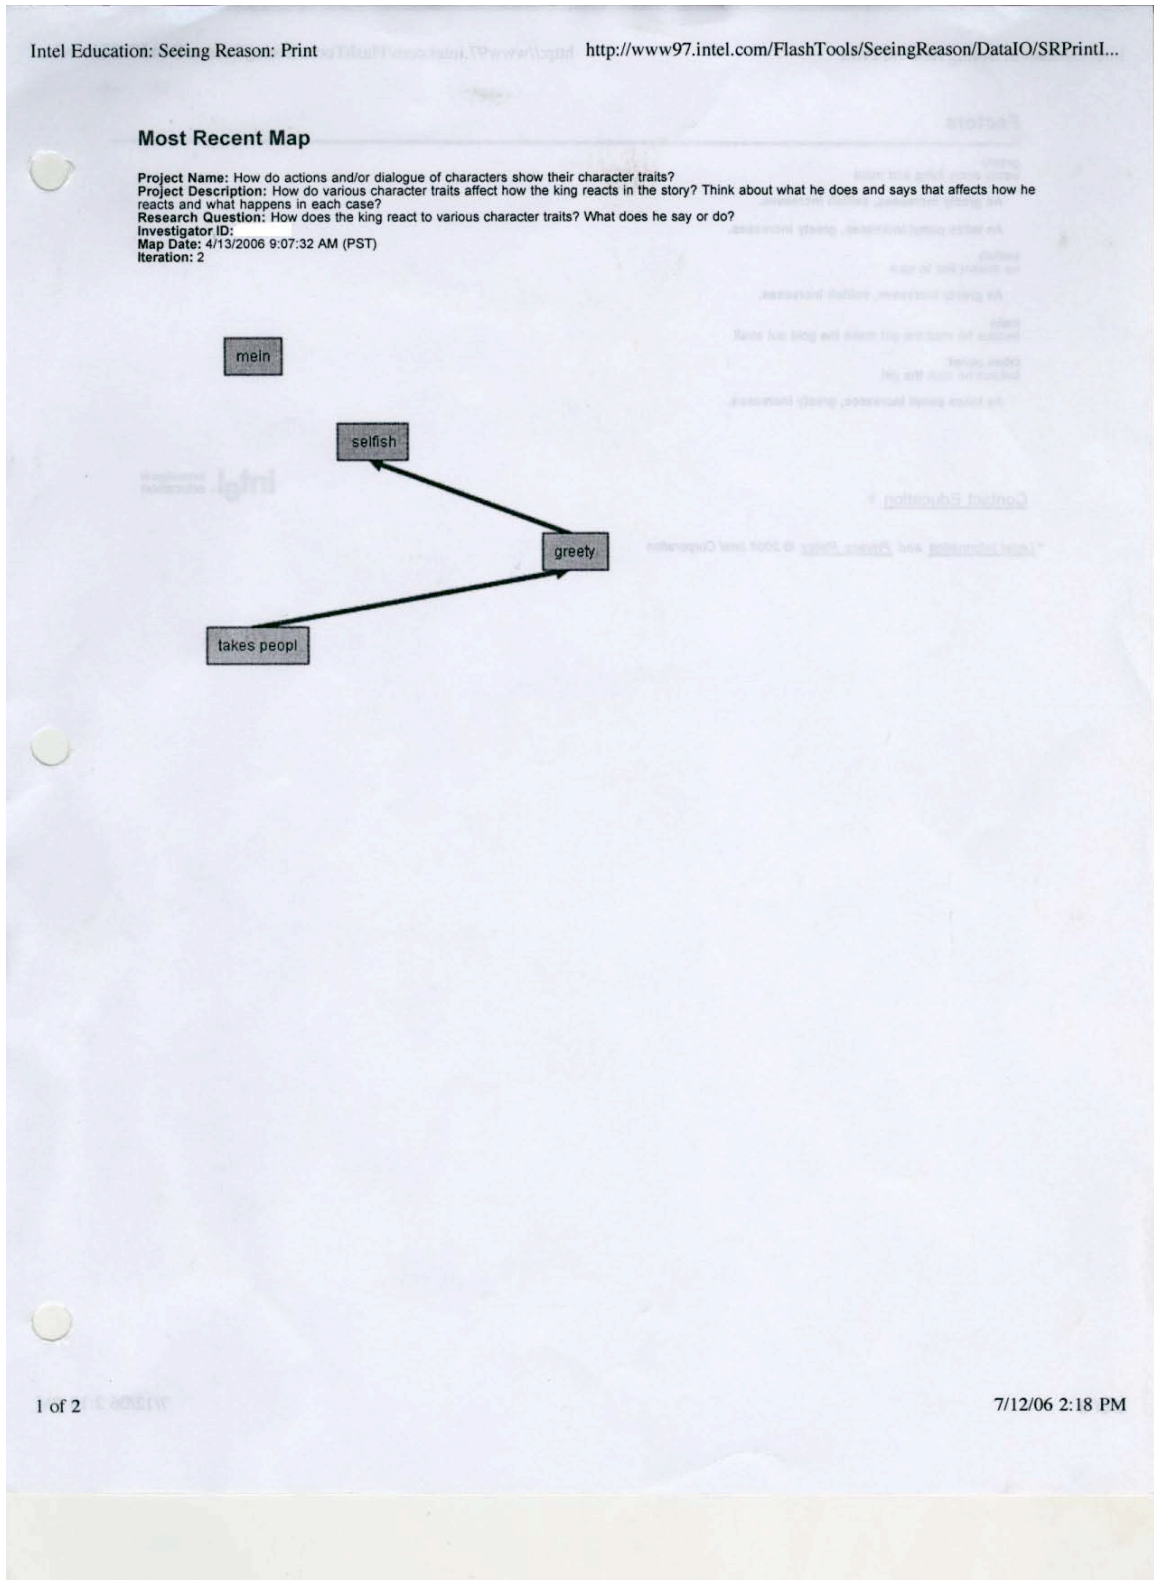 Intel Education: Seeing Reason: Print
http://www97.intel.com/FlashTools/SeeingReason/DataIO/SRPrintI...
Most Recent Map
Project Name: How do actions and/or dialogue of characters show their character traits?
Project Description: How do various character traits affect how the king reacts in the story? Think about what he does and says that affects how he
reacts and what happens in each case?
Research Question: How does the king react to various character traits? What does he say or do?
Investigator ID:
Map Date: 4/13/2006 9:07:32 AM (PST)
Iteration: 2
mein
selfish
greety
takes peopl
1 of 2
7/12/06 2:18 PM